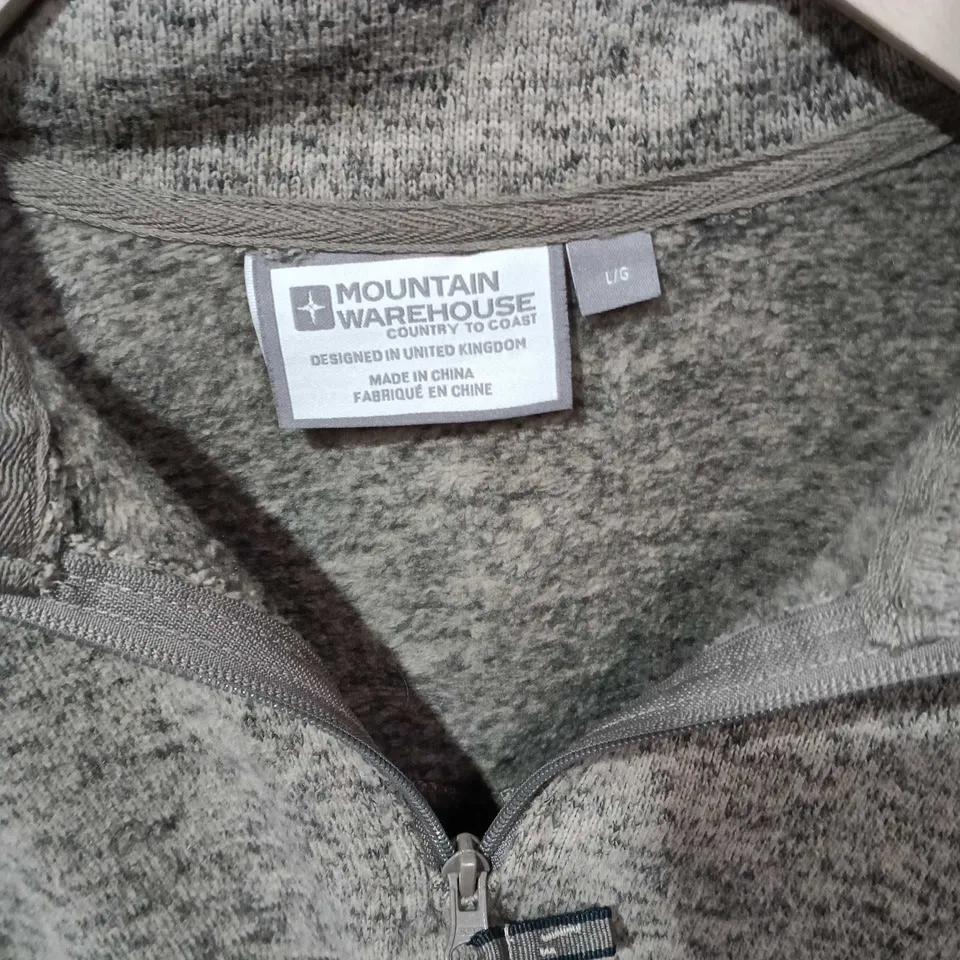 MOUNTAIN
WAREHOUSE
COUNTRY TO COAST
DESIGNED IN UNITED KINGDOM
MADE IN CHINA
FABRIQUÉ EN CHINE
L/G